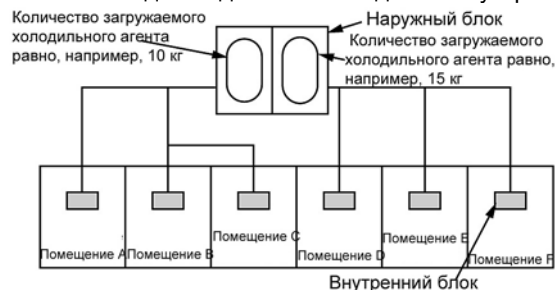 Количество загружаемого
холодильного агента
равно, например, 10 кг
Наружный блок
Количество загружаемого
холодильного агента равно,
например, 15 кг
Помещение A
Помещение B
Помещение C
Помещение D
Помещение E
Помещение F
Внутренний блок